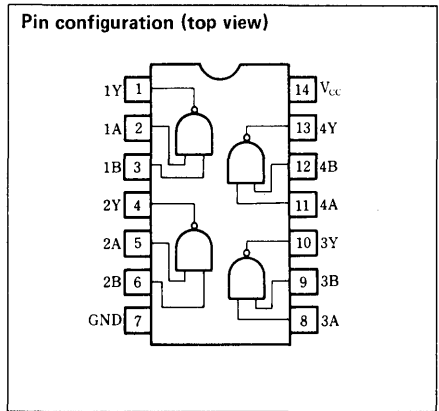 Pin configuration (top view)
1Y 1 14 Vcc
1A 2 13 4Y
1B 3 12 4B
2Y 4 11 4A
2A 5 10 3Y
2B 6 9 3B
GND 7 8 3A